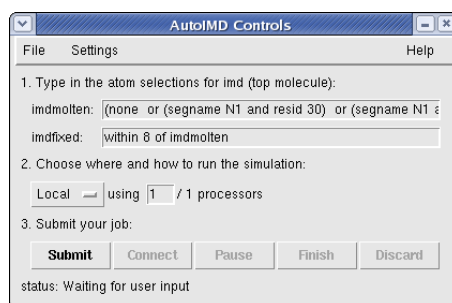 AutoIMD Controls
File Settings Help
1. Type in the atom selections for imd (top molecule):
imdmolten: (none or (segname N1 and resid 30) or (segname N1 a
imdfixed: within 8 of imdmolten
2. Choose where and how to run the simulation:
Local using 1 / 1 processors
3. Submit your job:
Submit Connect Pause Finish Discard
status: Waiting for user input